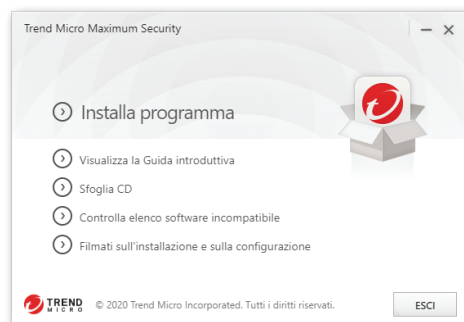 Trend Micro Maximum Security
Installa programma
Visualizza la Guida introduttiva
Sfoglia CD
Controlla elenco software incompatibile
Filmati sull'installazione e sulla configurazione
TREND MICRO © 2020 Trend Micro Incorporated. Tutti i diritti riservati. ESCI